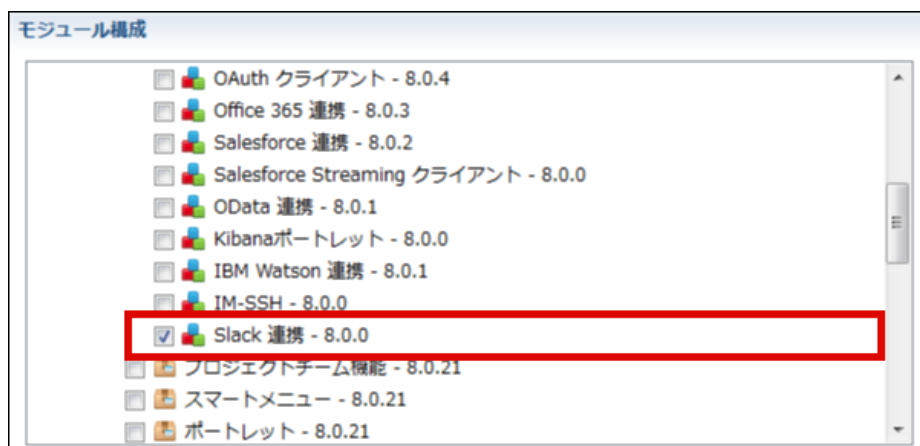 モジュール構成
OAuth クライアント - 8.0.4
Office 365 連携 - 8.0.3
Salesforce 連携 - 8.0.2
Salesforce Streaming クライアント - 8.0.0
OData 連携 - 8.0.1
Kibanaポートレット - 8.0.0
IBM Watson 連携 - 8.0.1
IM-SSH - 8.0.0
Slack 連携 - 8.0.0
プロジェクトチーム機能 - 8.0.21
スマートメニュー - 8.0.21
ポートレット - 8.0.21